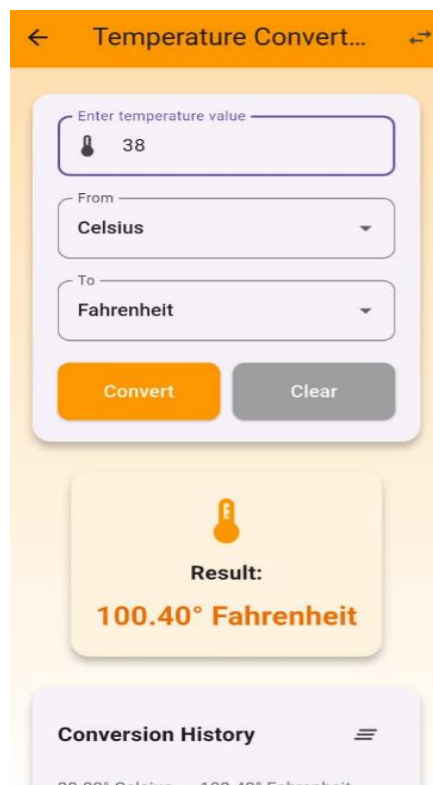 Temperature Convert...
Enter temperature value
38
From
Celsius
To
Fahrenheit
Convert
Clear
Result:
100.40° Fahrenheit
Conversion History